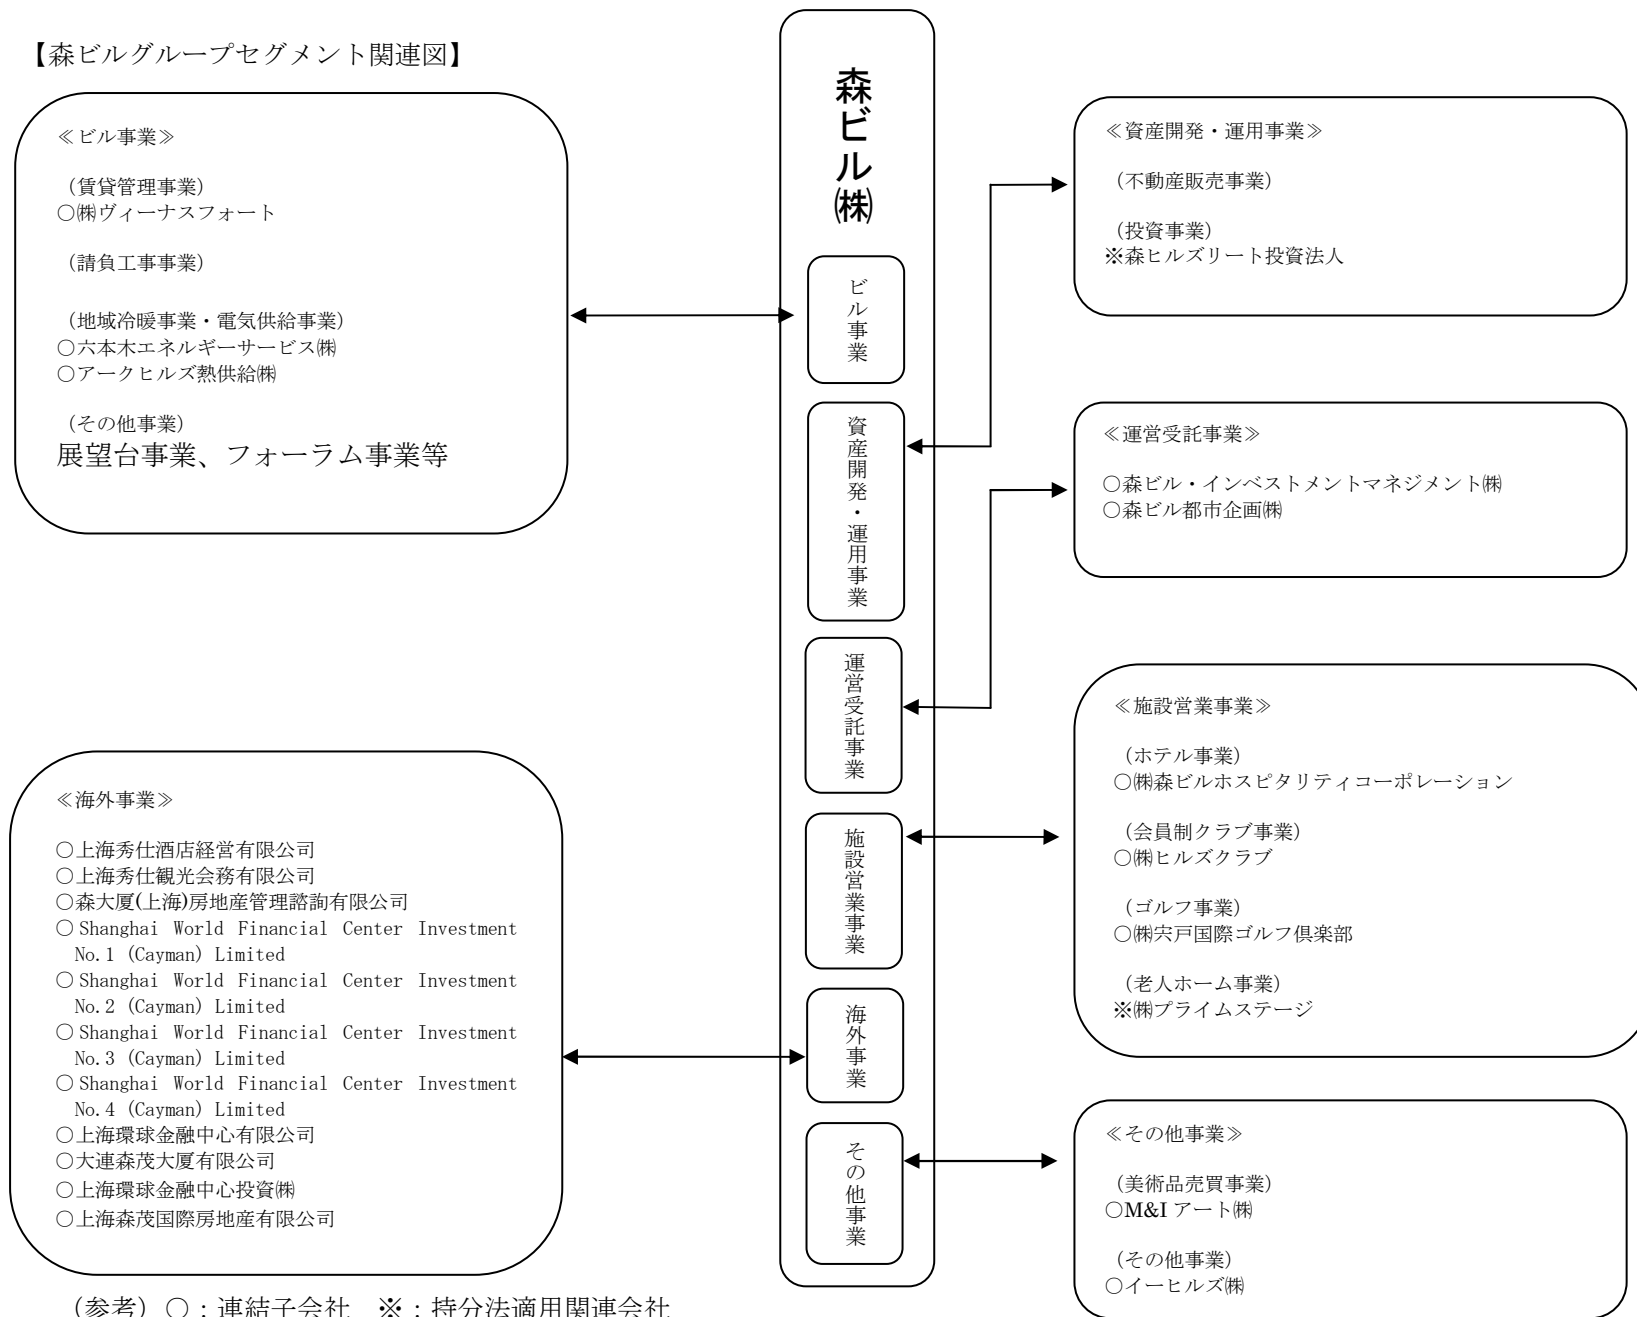 【森ビルグループセグメント関連図】
≪ビル事業≫
（賃貸管理事業）
○㈱ヴィーナスフォート
（請負工事事業）
（地域冷暖事業・電気供給事業）
○六本木エネルギーサービス㈱
○アークヒルズ熱供給㈱
（その他事業）
展望台事業、フォーラム事業等
≪海外事業≫
○上海秀仕酒店経営有限公司
○上海秀仕観光会務有限公司
○森大厦(上海)房地産管理諮詢有限公司
○Shanghai World Financial Center Investment
No.1 (Cayman) Limited
○Shanghai World Financial Center Investment
No.2 (Cayman) Limited
○Shanghai World Financial Center Investment
No.3 (Cayman) Limited
○Shanghai World Financial Center Investment
No.4 (Cayman) Limited
○上海環球金融中心有限公司
○大連森茂大厦有限公司
○上海環球金融中心投資㈱
○上海森茂国際房地産有限公司
森ビル㈱
ビル事業
資産開発・運用事業
運営受託事業
施設営業事業
海外事業
その他事業
≪資産開発・運用事業≫
（不動産販売事業）
（投資事業）
※森ヒルズリート投資法人
≪運営受託事業≫
○森ビル・インベストメントマネジメント㈱
○森ビル都市企画㈱
≪施設営業事業≫
（ホテル事業）
○㈱森ビルホスピタリティコーポレーション
（会員制クラブ事業）
○㈱ヒルズクラブ
（ゴルフ事業）
○㈱宍戸国際ゴルフ倶楽部
（老人ホーム事業）
※㈱プライムステージ
≪その他事業≫
（美術品売買事業）
○M&Iアート㈱
（その他事業）
○イーヒルズ㈱
（参考）○：連結子会社　※：持分法適用関連会社